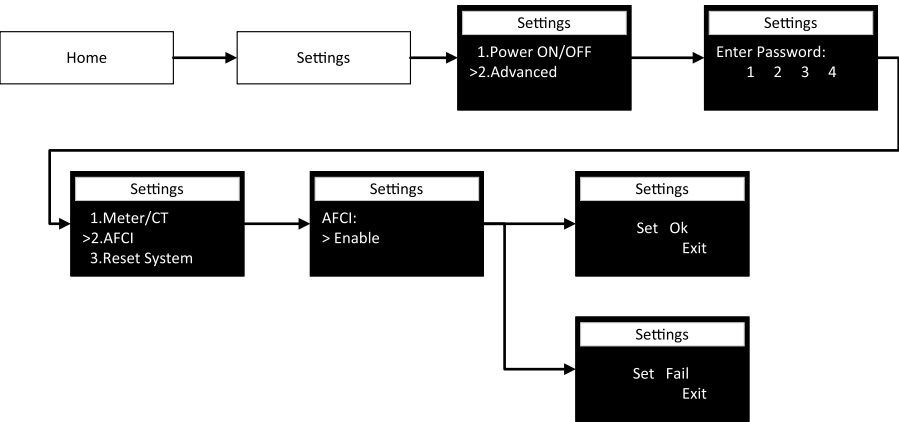 Home
Settings
Settings
1.Power ON/OFF
>2.Advanced
Settings
Enter Password:
1 2 3 4
Settings
1.Meter/CT
>2.AFCI
3.Reset System
Settings
AFCI:
> Enable
Settings
Set Ok
Exit
Settings
Set Fail
Exit